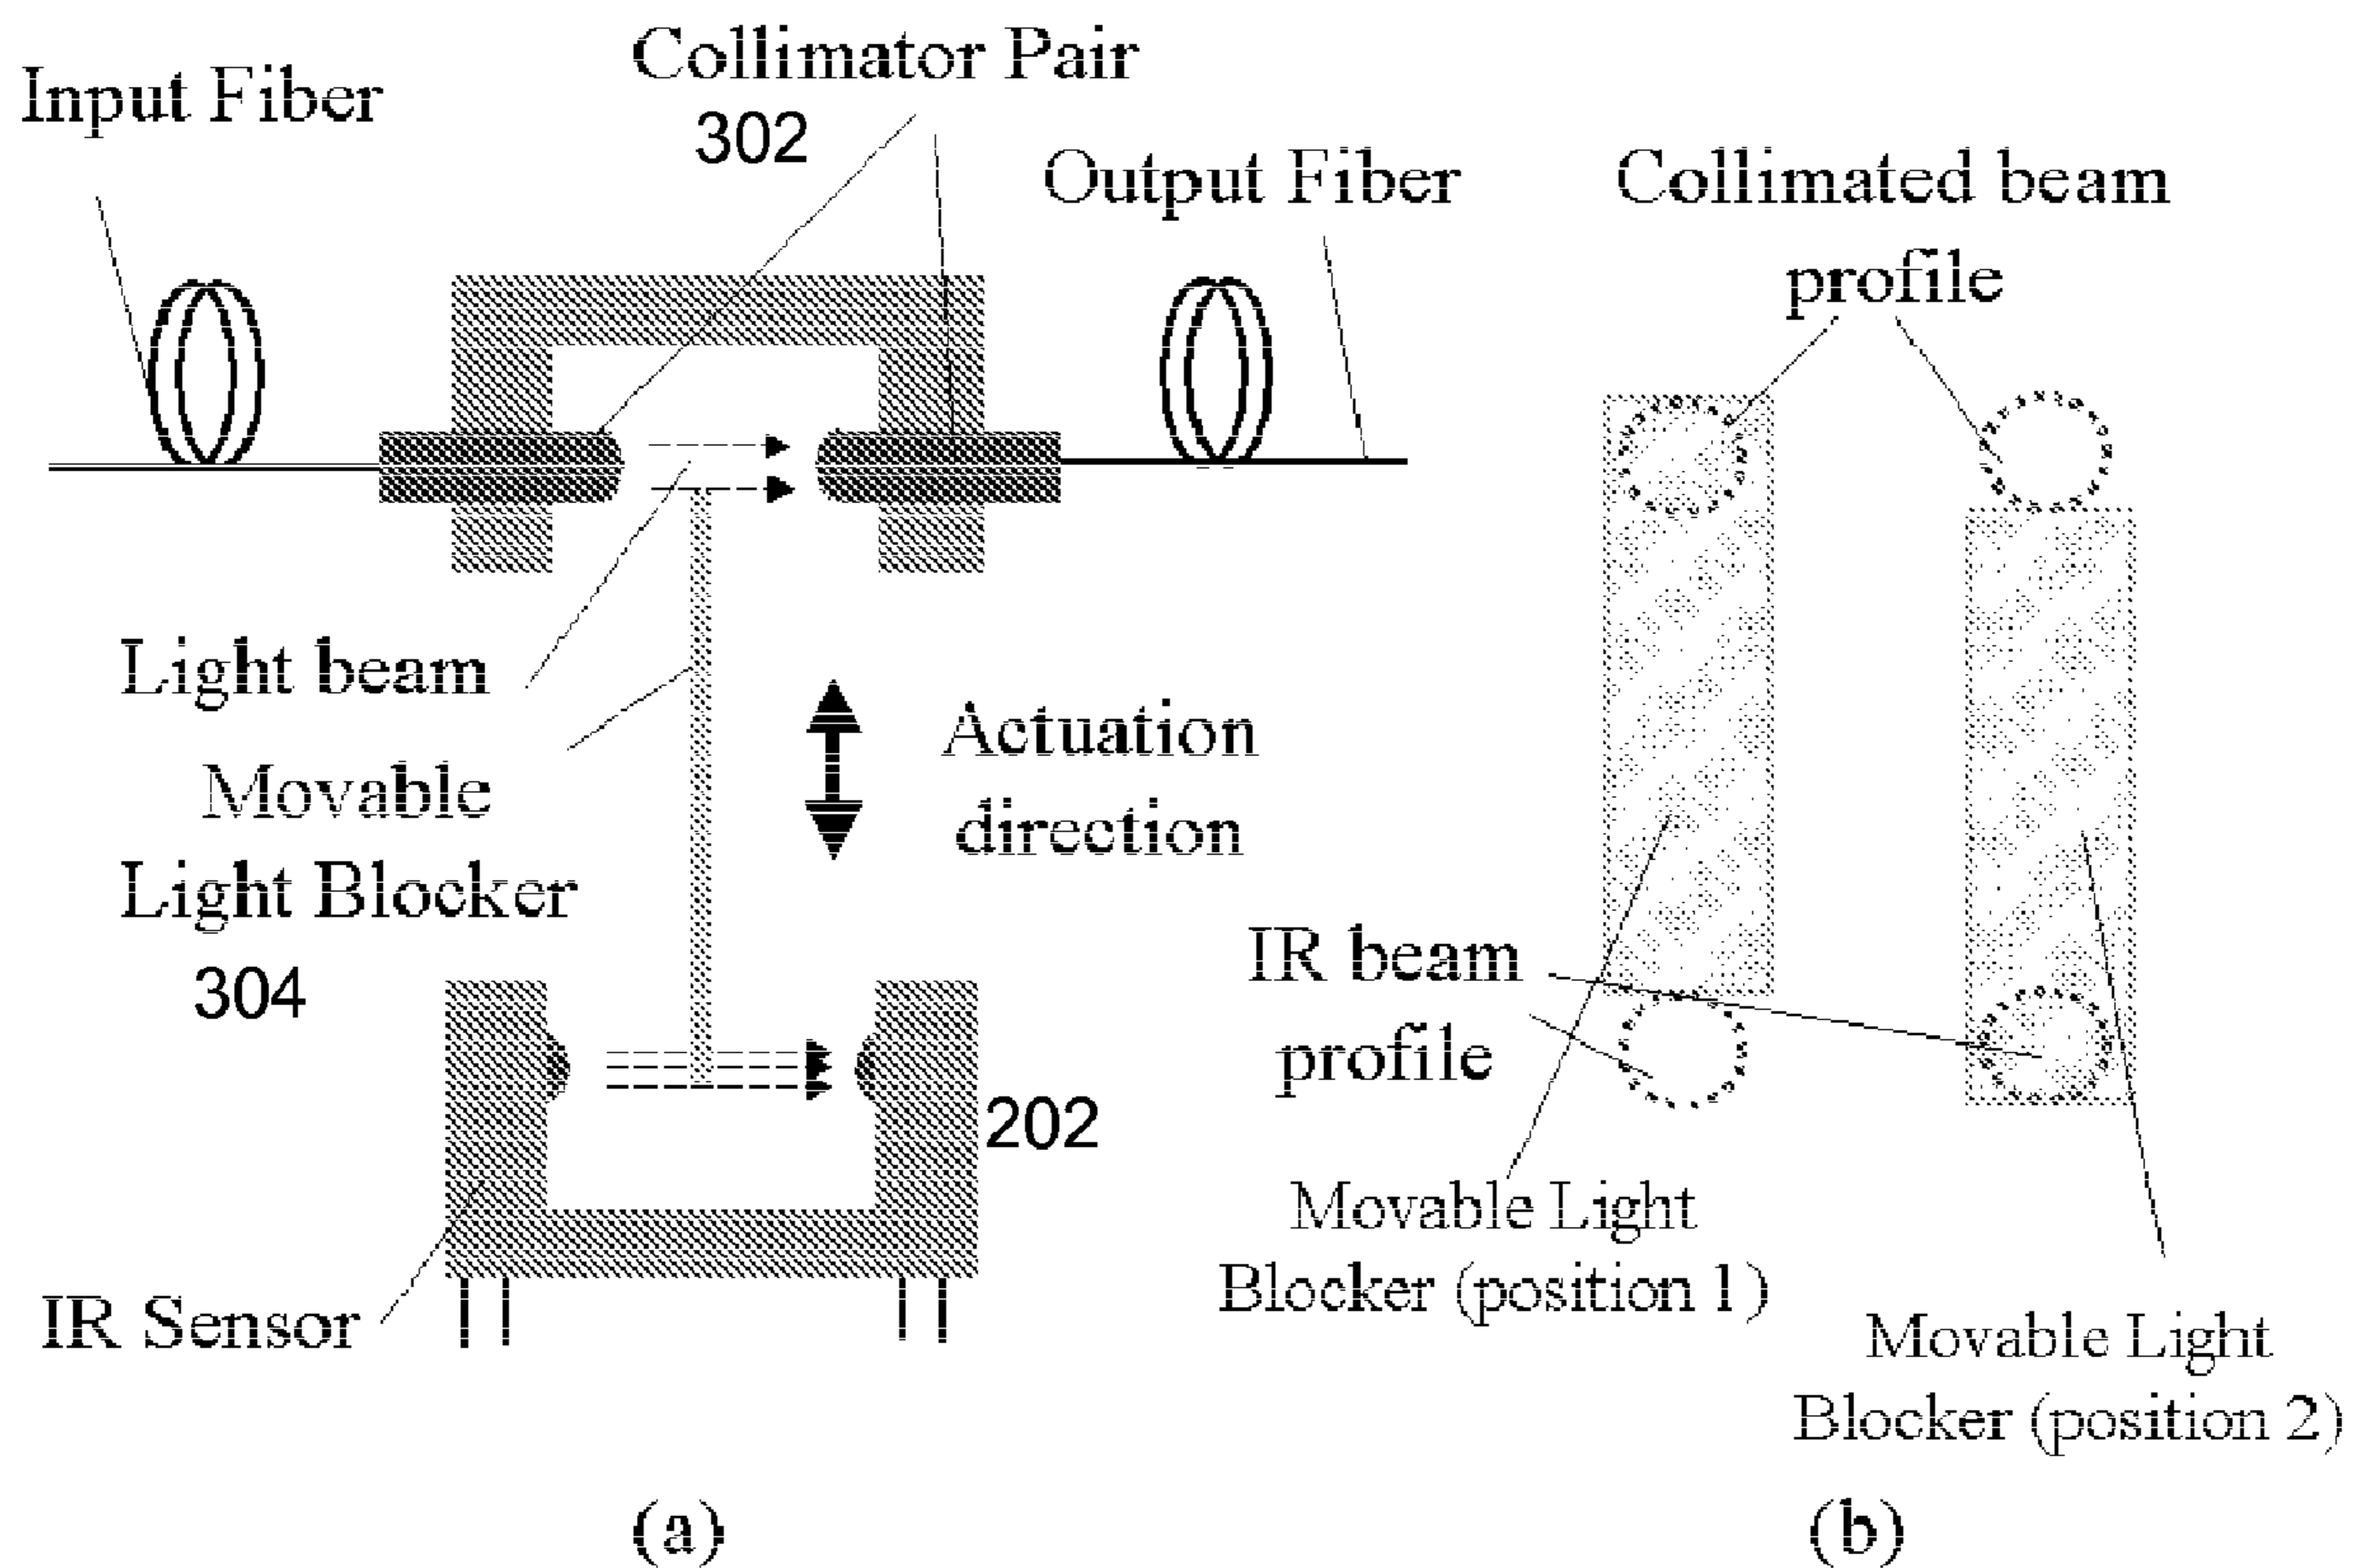 Input Fiber
Collimator Pair
302
Output Fiber
Light beam
Movable
Light Blocker
304
Actuation
direction
202
IR Sensor
(a)
Collimated beam
profile
IR beam
profile
Movable Light
Blocker (position 1)
Movable Light
Blocker (position 2)
(b)